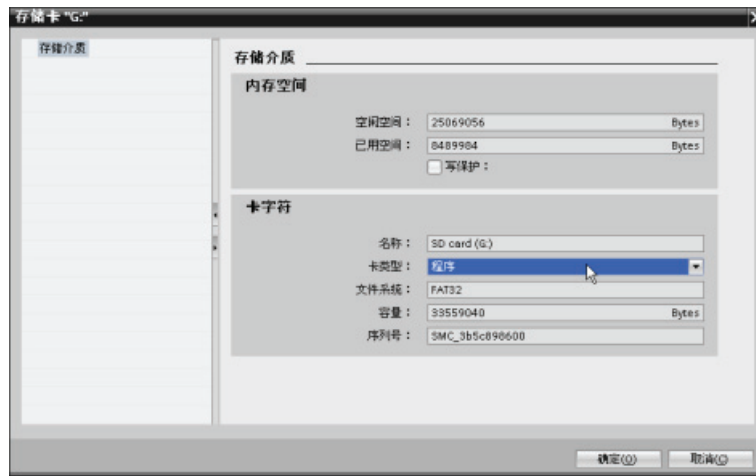 存储卡 "G:"
存储介质
存储介质
内存空间
空闲空间： 25069056 Bytes
已用空间： 8489984 Bytes
写保护：
卡字符
名称： SD card (G:)
卡类型： 程序
文件系统： FAT32
容量： 33559040 Bytes
序列号： SMC_3b5c898600
确定(O) 取消(C)